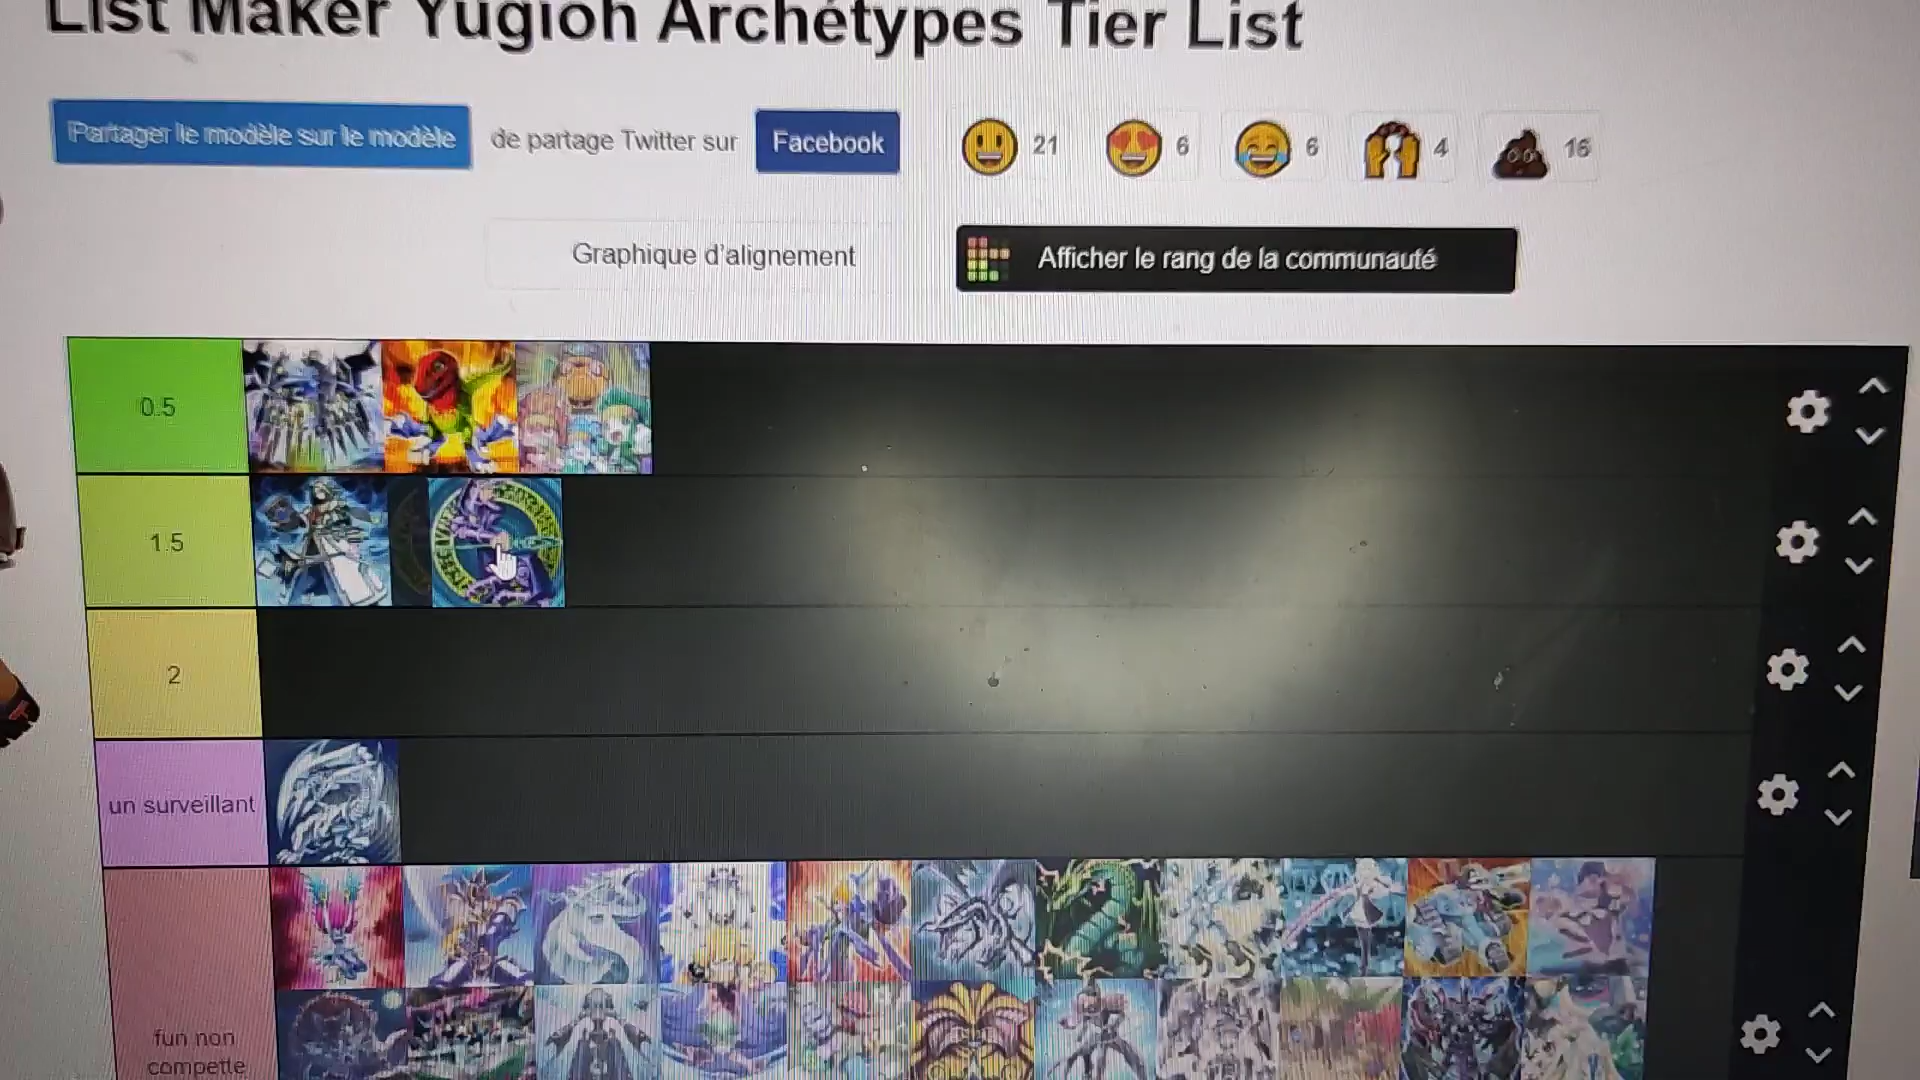 List Maker Yugioh Archétypes Tier List
Partager le modèle sur le modèle de partage Twitter sur Facebook 21 6 6 4 16
Graphique d'alignement Afficher le rang de la communauté
0.5
1.5
2
un surveillant
fun non
compette